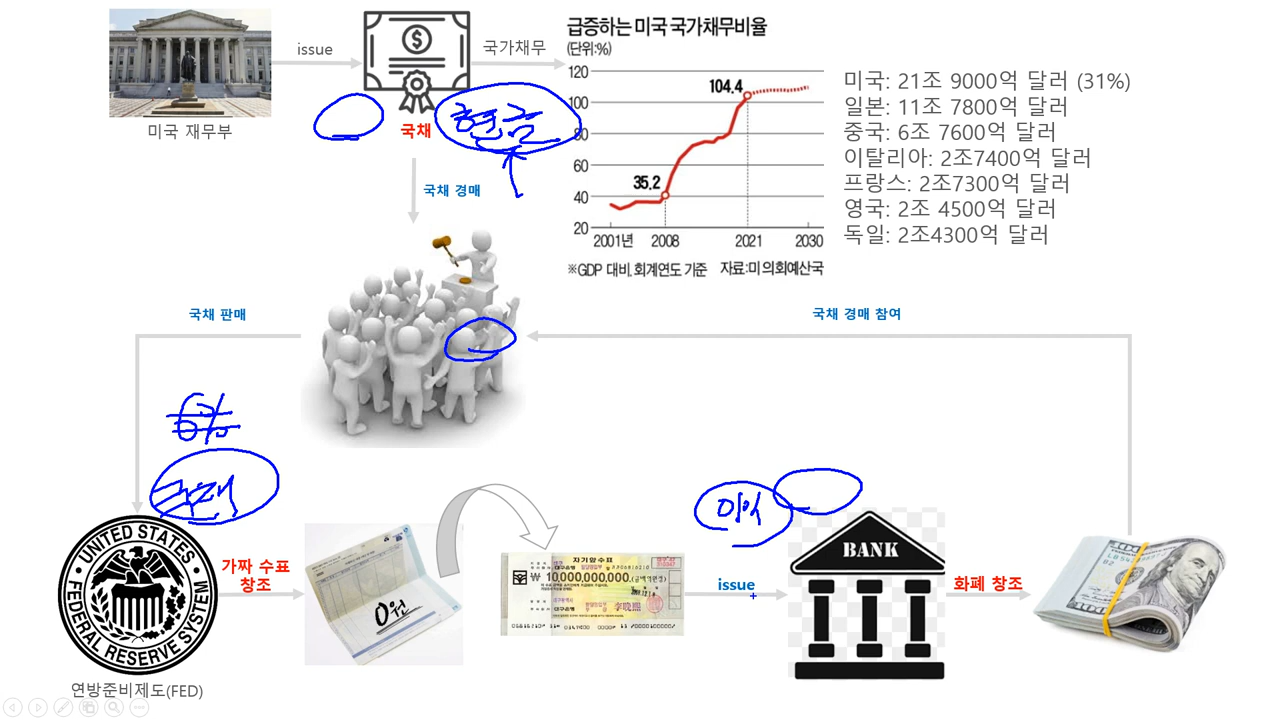 issue
국가채무
미국 재무부
국채
현금
급증하는 미국 국가채무비율
(단위:%)
120
100
80
60
40
20
104.4
35.2
2001년
2008
2021
2030
※GDP 대비, 회계연도 기준
자료:미 의회예산국
미국: 21조 9000억 달러 (31%)
일본: 11조 7800억 달러
중국: 6조 7600억 달러
이탈리아: 2조7400억 달러
프랑스: 2조7300억 달러
영국: 2조 4500억 달러
독일: 2조4300억 달러
국채 경매
국채 판매
국채 경매 참여
국채
UNITED STATES
FEDERAL RESERVE SYSTEM
연방준비제도(FED)
가짜 수표
창조
0원
자기앞수표
₩ 10,000,000,000.
issue
이익
BANK
화폐 창조
100